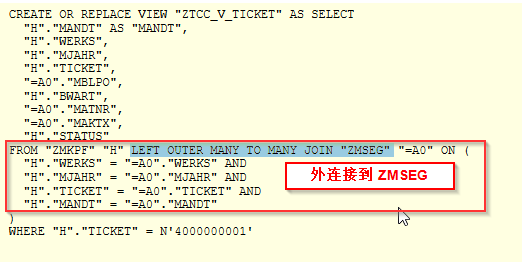 CREATE OR REPLACE VIEW "ZTCC_V_TICKET" AS SELECT
"H"."MANDT" AS "MANDT",
"H"."WERKS",
"H"."MJAHR",
"H"."TICKET",
"=A0"."MBLPO",
"H"."BWART",
"=A0"."MATNR",
"=A0"."MAKTX",
"H"."STATUS"
FROM "ZMKPF" "H" LEFT OUTER MANY TO MANY JOIN "ZMSEG" "=A0" ON (
"H"."WERKS" = "=A0"."WERKS" AND
"H"."MJAHR" = "=A0"."MJAHR" AND
"H"."TICKET" = "=A0"."TICKET" AND
"H"."MANDT" = "=A0"."MANDT"
外连接到 ZMSEG
)
WHERE "H"."TICKET" = N'4000000001'